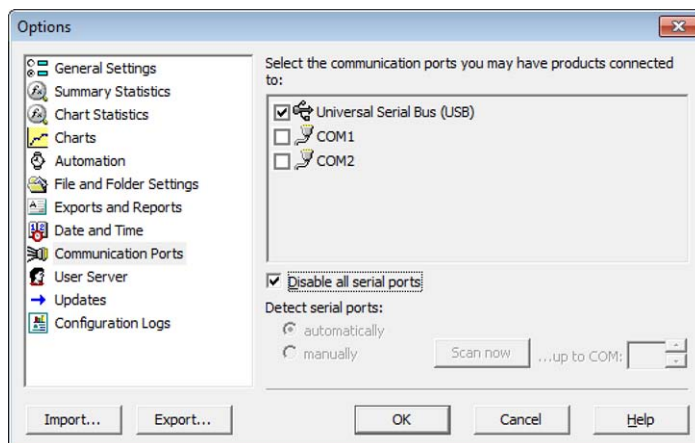 Options
General Settings
Summary Statistics
Chart Statistics
Charts
Automation
File and Folder Settings
Exports and Reports
Date and Time
Communication Ports
User Server
Updates
Configuration Logs
Select the communication ports you may have products connected
to:
Universal Serial Bus (USB)
COM1
COM2
Disable all serial ports
Detect serial ports:
automatically
manually
Scan now
...up to COM:
Import...
Export...
OK
Cancel
Help